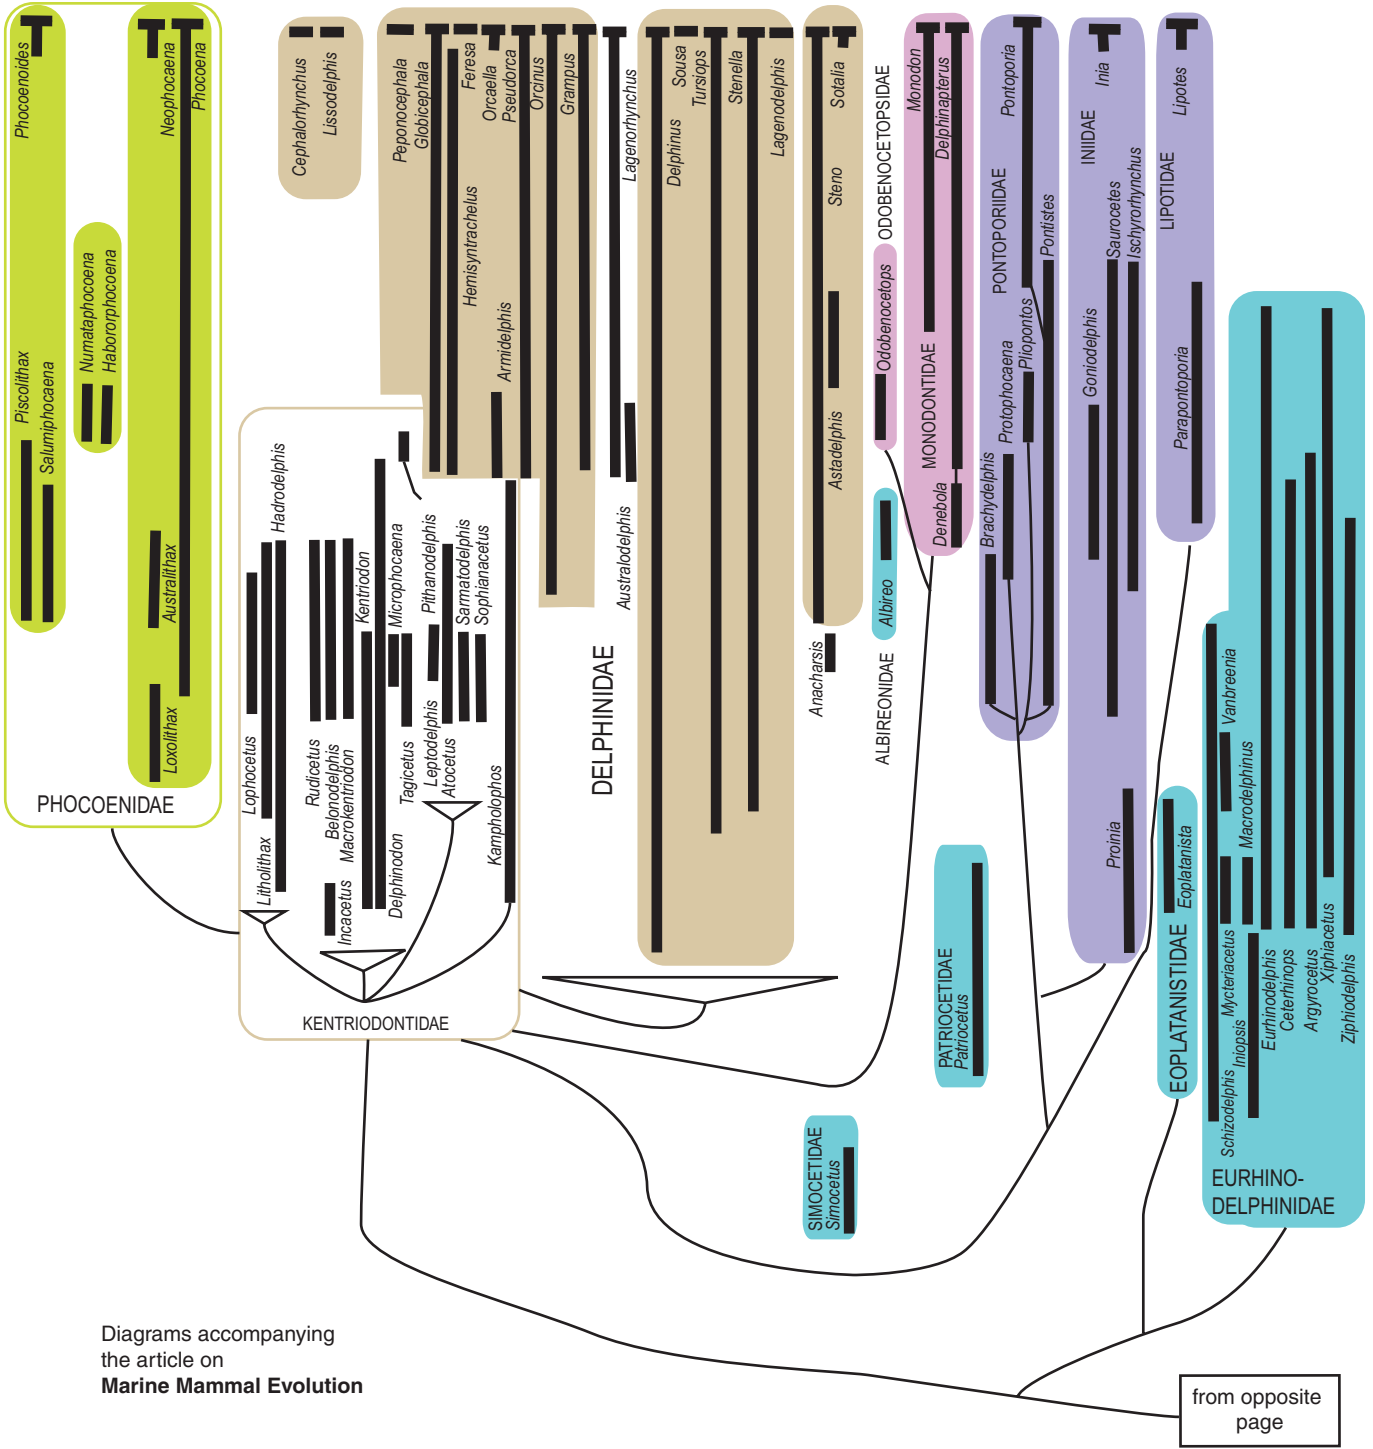 Phocoenoides
Piscolithax
Salumiphocaena
Numataphocoena
Habororphocoena
Neophocaena
Phocoena
Australithax
Loxolithax
PHOCOENIDAE
Cephalorhynchus
Lissodelphis
Peponocephala
Globicephala
Feresa
Hemisyntrachelus
Orcaella
Pseudorca
Armidelphis
Orcinus
Grampus
Lagenorhynchus
Australodelphis
DELPHINIDAE
Delphinus
Sousa
Tursiops
Stenella
Lagenodelphis
Sotalia
Steno
Astadelphis
Anacharsis
Lophocetus
Litholithax
Hadrodelphis
Rudicetus
Belonodelphis
Macrokentriodon
Incacetus
Kentriodon
Delphinodon
Microphocaena
Tagicetus
Pithanodelphis
Leptodelphis
Atocetus
Sarmatodelphis
Sophianacetus
Kampholophos
KENTRIODONTIDAE
ODOBENOCETOPSIDAE
Odobenocetops
Albireo
ALBIREONIDAE
Monodon
Delphinapterus
MONODONTIDAE
Denebola
Pontoporia
PONTOPORIIDAE
Pontistes
Pliopontos
Protophocaena
Brachydelphis
Inia
INIIDAE
Saurocetes
Ischyrorhynchus
Goniodelphis
Proinia
Lipotes
LIPOTIDAE
Parapontoporia
PATRIOCETIDAE
Patriocetus
SIMOCETIDAE
Simocetus
Eoplatanista
EOPLATANISTIDAE
Vanbreenia
Macrodelphinus
Mycteriacetus
Schizodelphis
Iniopsis
Eurhinodelphis
Ceterhinops
Argyrocetus
Xiphiacetus
Ziphiodelphis
EURHINO-
DELPHINIDAE
Diagrams accompanying
the article on
Marine Mammal Evolution
from opposite
page